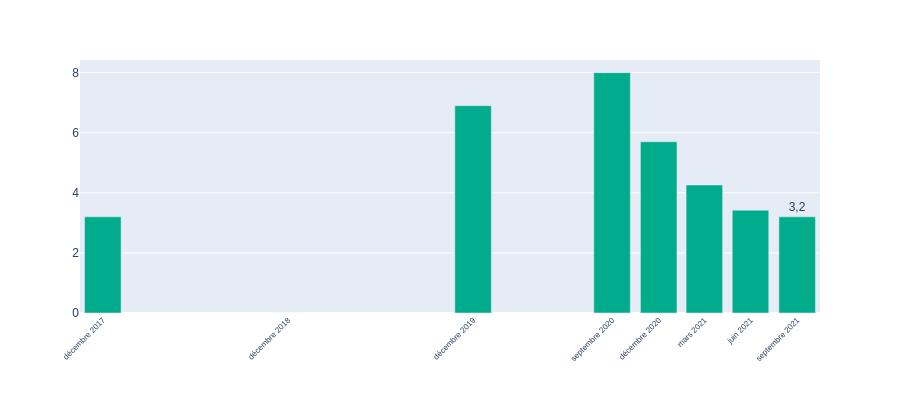 8
6
4
2
0
3,2
décembre 2017
décembre 2018
décembre 2019
septembre 2020
décembre 2020
mars 2021
juin 2021
septembre 2021